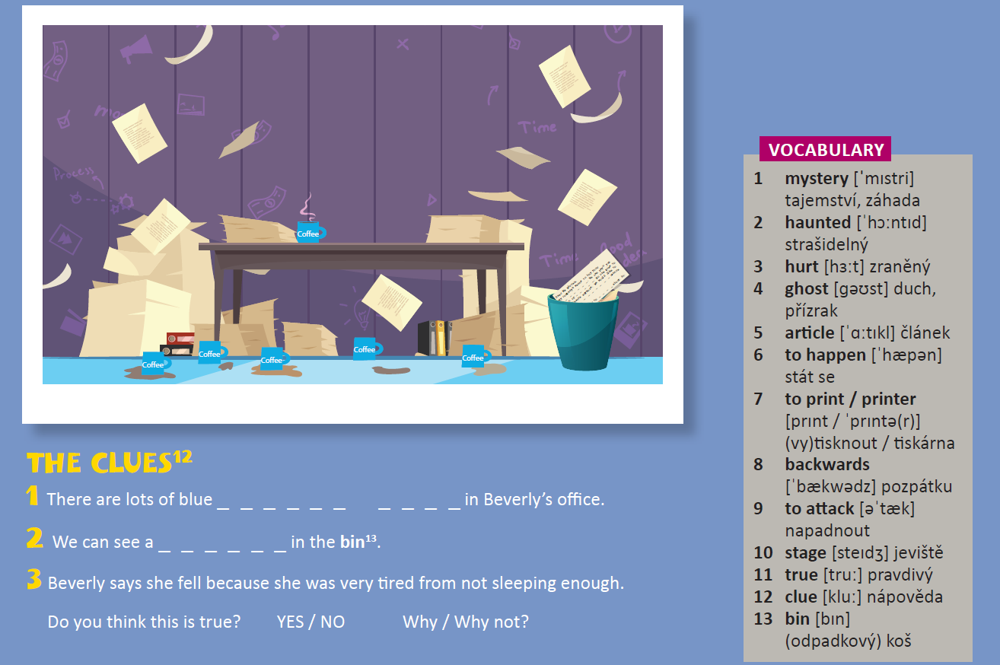 mo
Time
Process
Time
Good
Coffee
Coffee
Coffee
Coffee
Coffee
Coffee
THE CLUES12
1 There are lots of blue _ _ _ _ _ _ _ _ _ _ in Beverly's office.
2 We can see a _ _ _ _ _ _ in the bin13.
3 Beverly says she fell because she was very tired from not sleeping enough.
Do you think this is true? YES / NO Why / Why not?
VOCABULARY
1 mystery [ˈmɪstri]
tajemství, záhada
2 haunted [ˈhɔːntɪd]
strašidelný
3 hurt [hɜːt] zraněný
4 ghost [ɡəʊst] duch,
přízrak
5 article [ˈɑːtɪkl] článek
6 to happen [ˈhæpən]
stát se
7 to print / printer
[prɪnt / ˈprɪntə(r)]
(vy)tisknout / tiskárna
8 backwards
[ˈbækwədz] pozpátku
9 to attack [əˈtæk]
napadnout
10 stage [steɪdʒ] jeviště
11 true [truː] pravdivý
12 clue [kluː] nápověda
13 bin [bɪn]
(odpadkový) koš